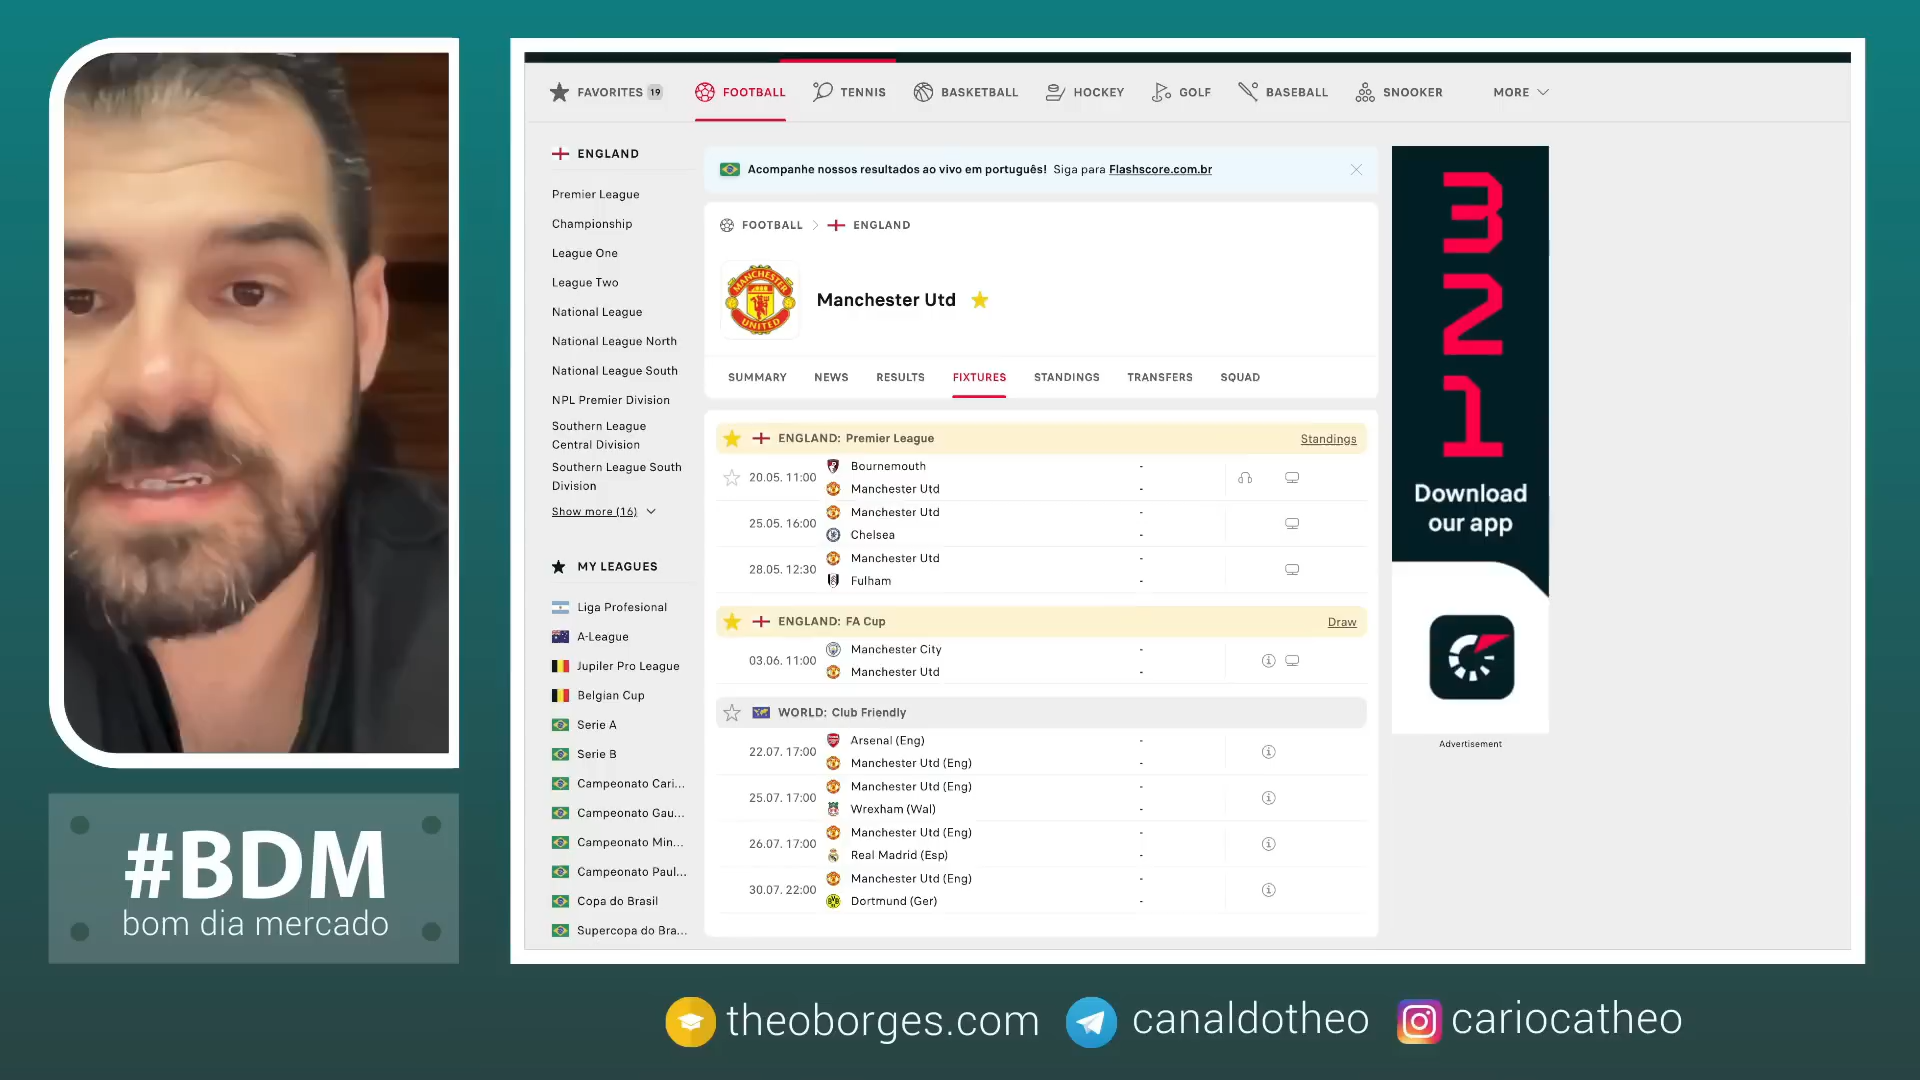 FAVORITES 19 FOOTBALL TENNIS BASKETBALL HOCKEY GOLF BASEBALL SNOOKER MORE
ENGLAND
Premier League
Championship
League One
League Two
National League
National League North
National League South
NPL Premier Division
Southern League
Central Division
Southern League South
Division
Show more (16)
MY LEAGUES
Liga Profesional
A-League
Jupiler Pro League
Belgian Cup
Serie A
Serie B
Campeonato Cari...
Campeonato Gau...
Campeonato Min...
Campeonato Paul...
Copa do Brasil
Supercopa do Bra...
Acompanhe nossos resultados ao vivo em português! Siga para Flashscore.com.br
FOOTBALL ENGLAND
MANCHESTER
UNITED
Manchester Utd
SUMMARY NEWS RESULTS FIXTURES STANDINGS TRANSFERS SQUAD
ENGLAND: Premier League Standings
20.05. 11:00
Bournemouth -
Manchester Utd -
25.05. 16:00
Manchester Utd -
Chelsea -
28.05. 12:30
Manchester Utd -
Fulham -
ENGLAND: FA Cup Draw
03.06. 11:00
Manchester City -
Manchester Utd -
WORLD: Club Friendly
22.07. 17:00
Arsenal (Eng) -
Manchester Utd (Eng) -
25.07. 17:00
Manchester Utd (Eng) -
Wrexham (Wal) -
26.07. 17:00
Manchester Utd (Eng) -
Real Madrid (Esp) -
30.07. 22:00
Manchester Utd (Eng) -
Dortmund (Ger) -
123
Download
our app
Advertisement
#BDM
bom dia mercado
theoborges.com canaldotheo cariocatheo